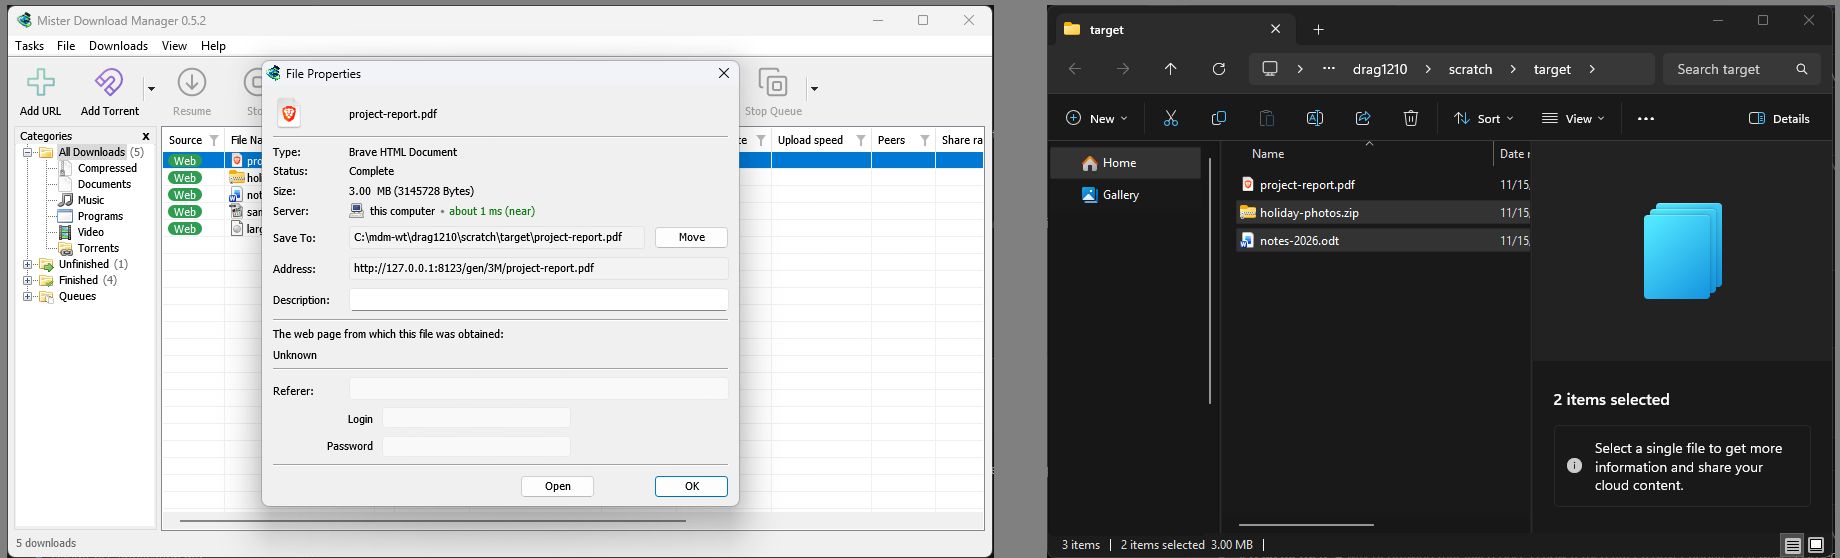 Mister Download Manager 0.5.2
Tasks File Downloads View Help
Add URL
Add Torrent
Resume
Stop Queue
Categories x
All Downloads (5)
Compressed
Documents
Music
Programs
Video
Torrents
Unfinished (1)
Finished (4)
Queues
Source
Upload speed
Peers
Web
Web
Web
Web
Web
5 downloads
File Properties
project-report.pdf
Type: Brave HTML Document
Status: Complete
Size: 3.00 MB (3145728 Bytes)
Server: this computer • about 1 ms (near)
Save To: C:\mdm-wt\drag1210\scratch\target\project-report.pdf Move
Address: http://127.0.0.1:8123/gen/3M/project-report.pdf
Description:
The web page from which this file was obtained:
Unknown
Referer:
Login
Password
Open OK
target
drag1210 > scratch > target >
Search target
New
Sort
View
Details
Home
Gallery
Name
project-report.pdf 11/15
holiday-photos.zip 11/15
notes-2026.odt 11/15
2 items selected
Select a single file to get more
information and share your
cloud content.
3 items | 2 items selected 3.00 MB |